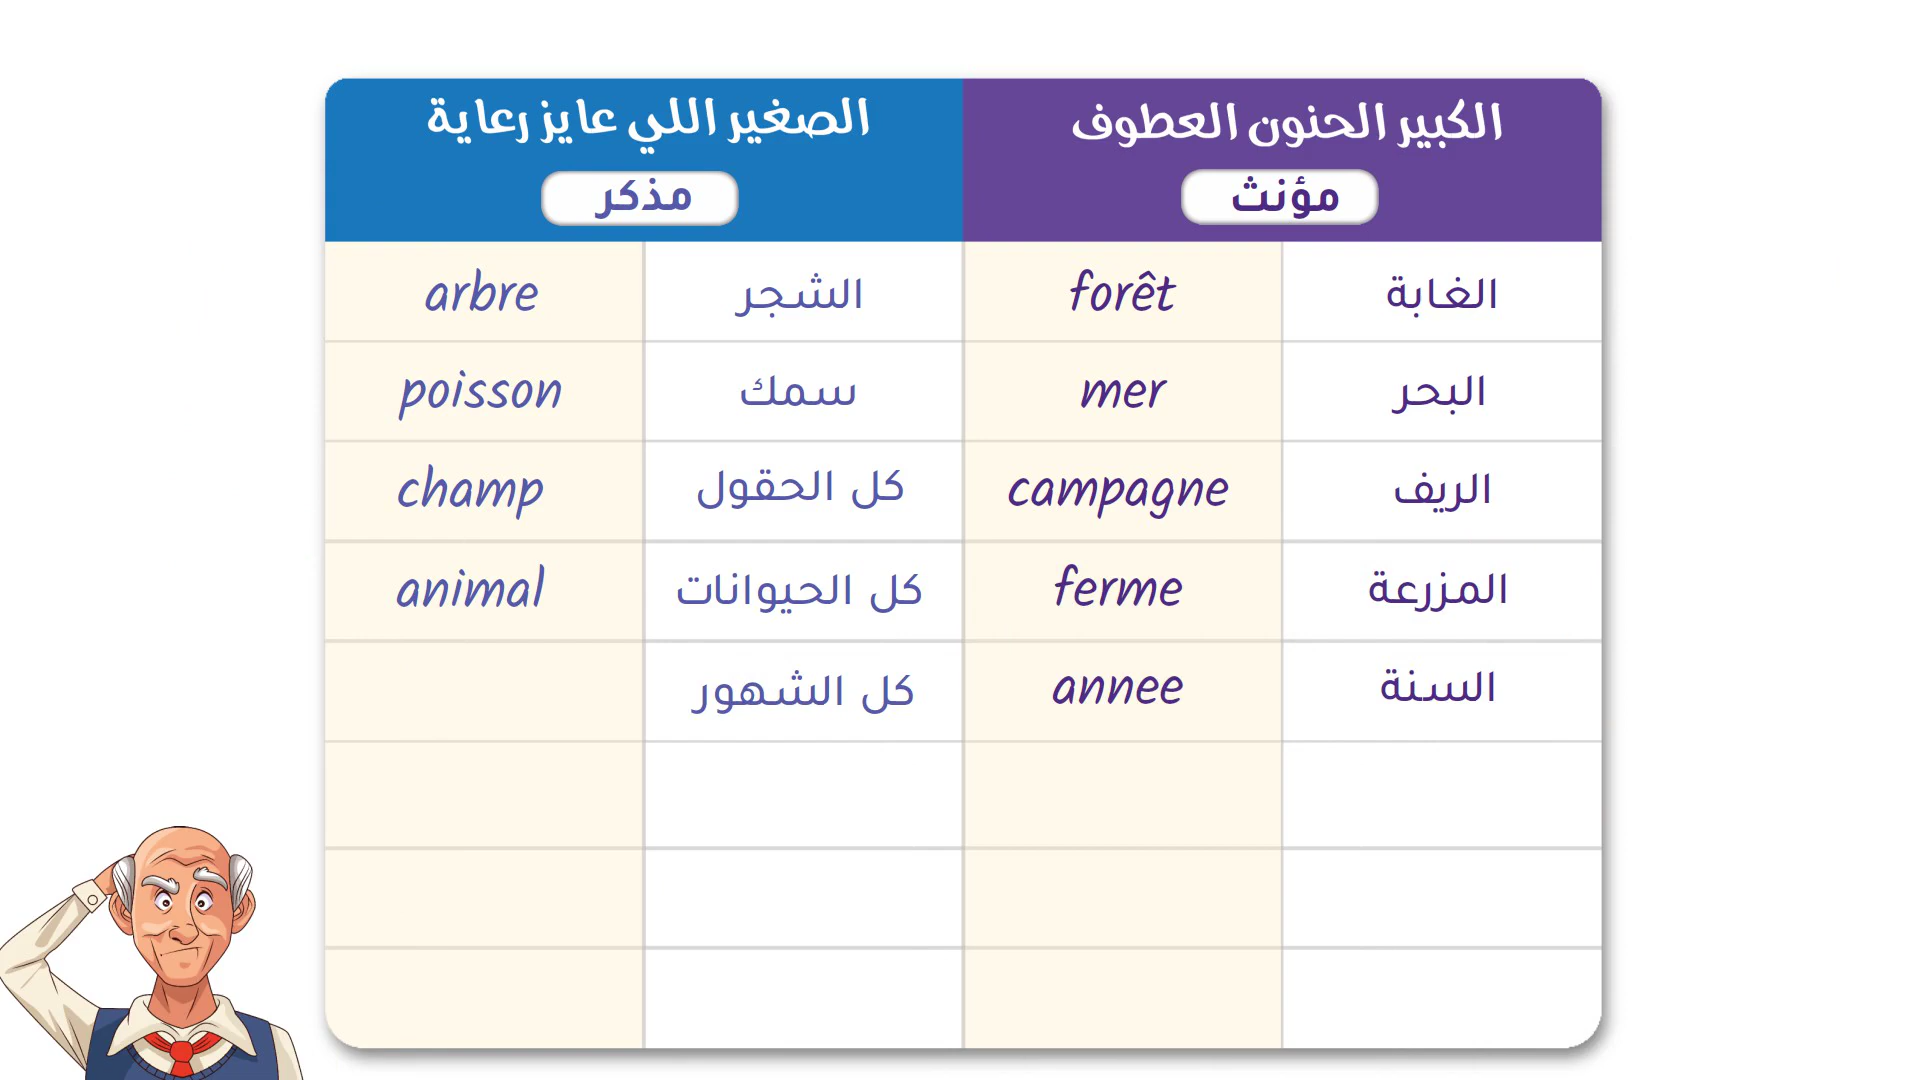 الكبير الحنون العطوف
مؤنث
الصغير اللي عايز رعاية
مذكر
الغابة forêt الشجر arbre
البحر mer سمك poisson
الريف campagne كل الحقول champ
المزرعة ferme كل الحيوانات animal
السنة annee كل الشهور